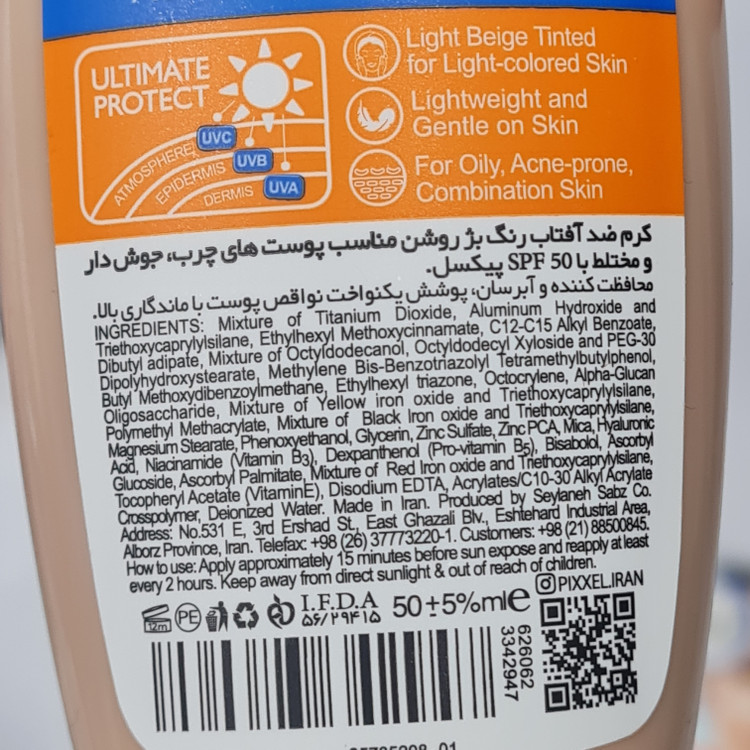 ULTIMATE
PROTECT
UVC
UVB
UVA
ATMOSPHERE
EPIDERMIS
DERMIS
Light Beige Tinted
for Light-colored Skin
Lightweight and
Gentle on Skin
For Oily, Acne-prone,
Combination Skin
کرم ضد آفتاب رنگ بژ روشن مناسب پوست های چرب، جوش دار
و مختلط با SPF 50 پیکسل.
محافظت کننده و آبرسان، پوشش یکنواخت نواقص پوست با ماندگاری بالا.
INGREDIENTS: Mixture of Titanium Dioxide, Aluminum Hydroxide and
Triethoxycaprylylsilane, Ethylhexyl Methoxycinnamate, C12-C15 Alkyl Benzoate,
Dibutyl adipate, Mixture of Octyldodecanol, Octyldodecyl Xyloside and PEG-30
Dipolyhydroxystearate, Methylene Bis-Benzotriazolyl Tetramethylbutylphenol,
Butyl Methoxydibenzoylmethane, Ethylhexyl triazone, Octocrylene, Alpha-Glucan
Oligosaccharide, Mixture of Yellow iron oxide and Triethoxycaprylylsilane,
Polymethyl Methacrylate, Mixture of Black Iron oxide and Triethoxycaprylylsilane,
Magnesium Stearate, Phenoxyethanol, Glycerin, Zinc Sulfate, Zinc PCA, Mica, Hyaluronic
Acid, Niacinamide (Vitamin B3), Dexpanthenol (Pro-vitamin B5), Bisabolol, Ascorbyl
Glucoside, Ascorbyl Palmitate, Mixture of Red Iron oxide and Triethoxycaprylylsilane,
Tocopheryl Acetate (VitaminE), Disodium EDTA, Acrylates/C10-30 Alkyl Acrylate
Crosspolymer, Deionized Water. Made in Iran. Produced by Seylaneh Sabz Co.
Address: No.531 E, 3rd Ershad St., East Ghazali Blv., Eshtehard Industrial Area,
Alborz Province, Iran. Telefax: +98 (26) 37773220-1. Customers: +98 (21) 88500845.
How to use: Apply approximately 15 minutes before sun expose and reapply at least
every 2 hours. Keep away from direct sunlight & out of reach of children.
PIXXEL.IRAN
12m
PE
I.F.D.A
۵۶/۲۹۴۱۵
50±5%ml℮
626062
3342947